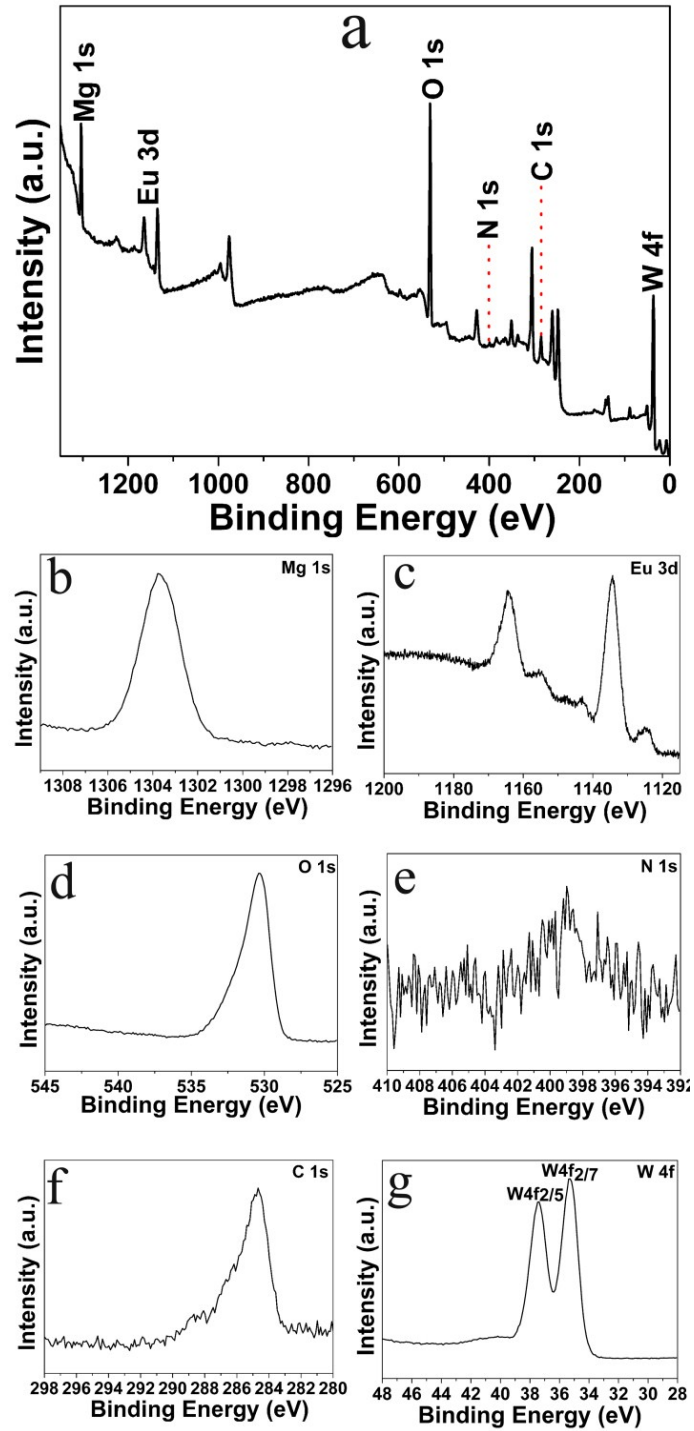 a
Mg 1s
Eu 3d
O 1s
N 1s
C 1s
W 4f
Intensity (a.u.)
1200 1000 800 600 400 200 0
Binding Energy (eV)
b
Mg 1s
Intensity (a.u.)
1308 1306 1304 1302 1300 1298 1296
Binding Energy (eV)
c
Eu 3d
Intensity (a.u.)
1200 1180 1160 1140 1120
Binding Energy (eV)
d
O 1s
Intensity (a.u.)
545 540 535 530 525
Binding Energy (eV)
e
N 1s
Intensity (a.u.)
410 408 406 404 402 400 398 396 394 392
Binding Energy (eV)
f
C 1s
Intensity (a.u.)
298 296 294 292 290 288 286 284 282 280
Binding Energy (eV)
g
W4f2/5
W4f2/7
W 4f
Intensity (a.u.)
48 46 44 42 40 38 36 34 32 30 28
Binding Energy (eV)